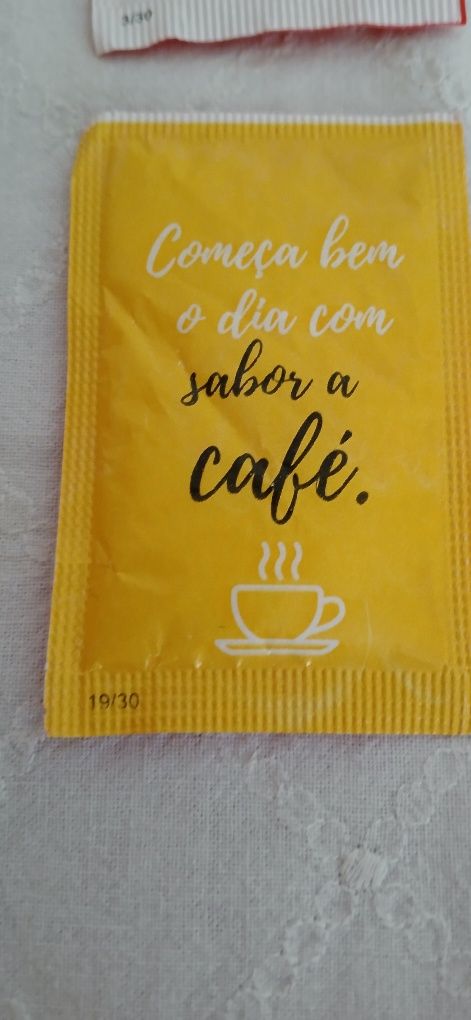 3/30
Começa bem
o dia com
sabor a
café.
19/30